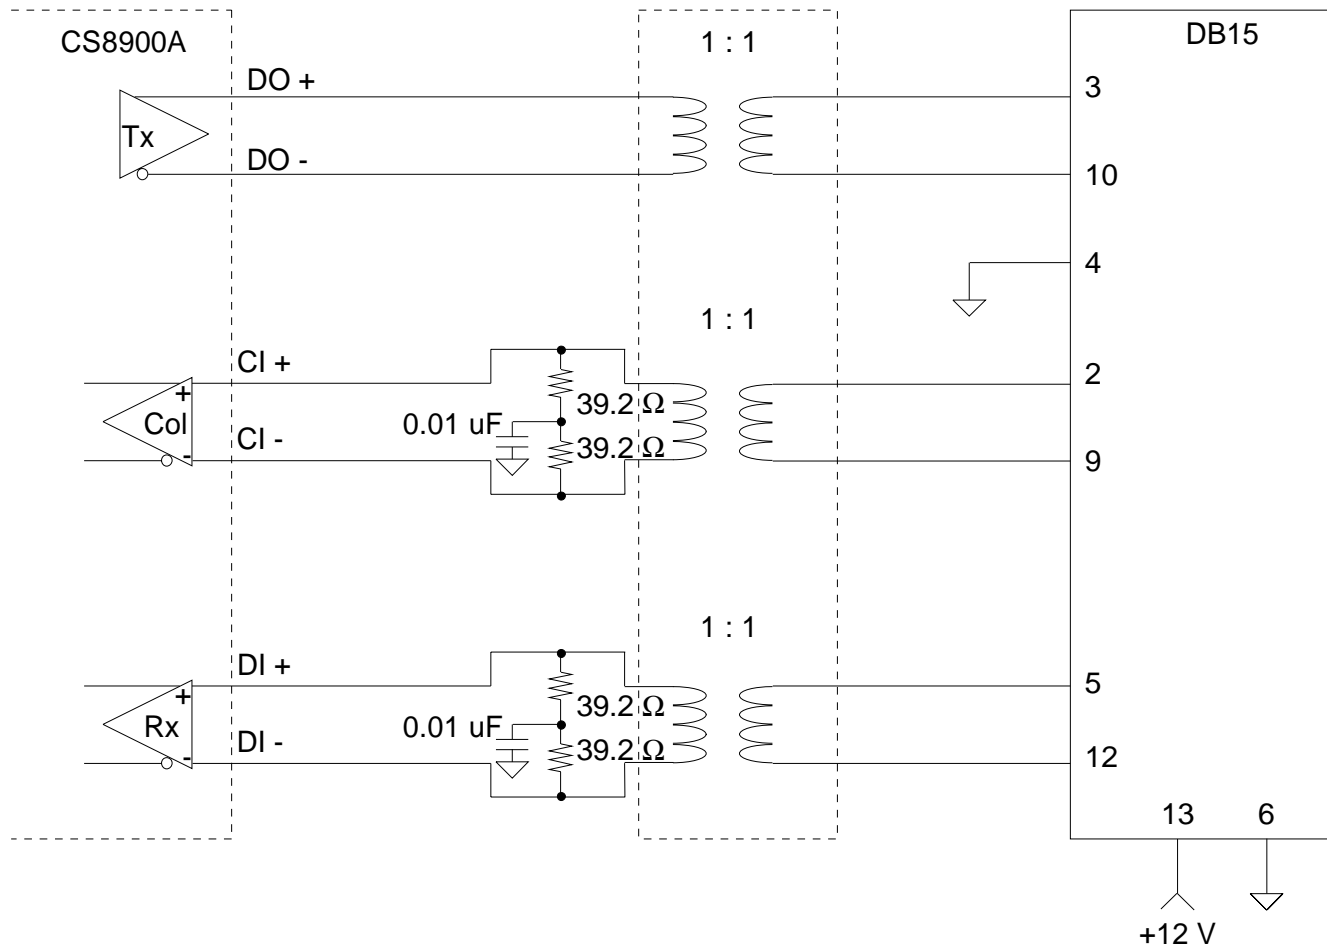 CS8900A
1 : 1
DB15
DO +
3
Tx
DO -
10
4
1 : 1
CI +
2
+
39.2 Ω
Col
0.01 uF
CI -
39.2 Ω
-
9
1 : 1
DI +
5
+
39.2 Ω
Rx
0.01 uF
DI -
39.2 Ω
-
12
13
6
+12 V